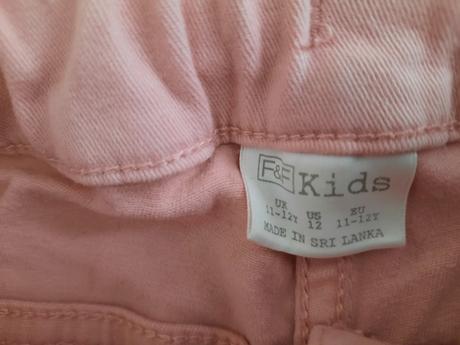 F&F Kids
UK US EU
11-12Y 12 11-12Y
MADE IN SRI LANKA